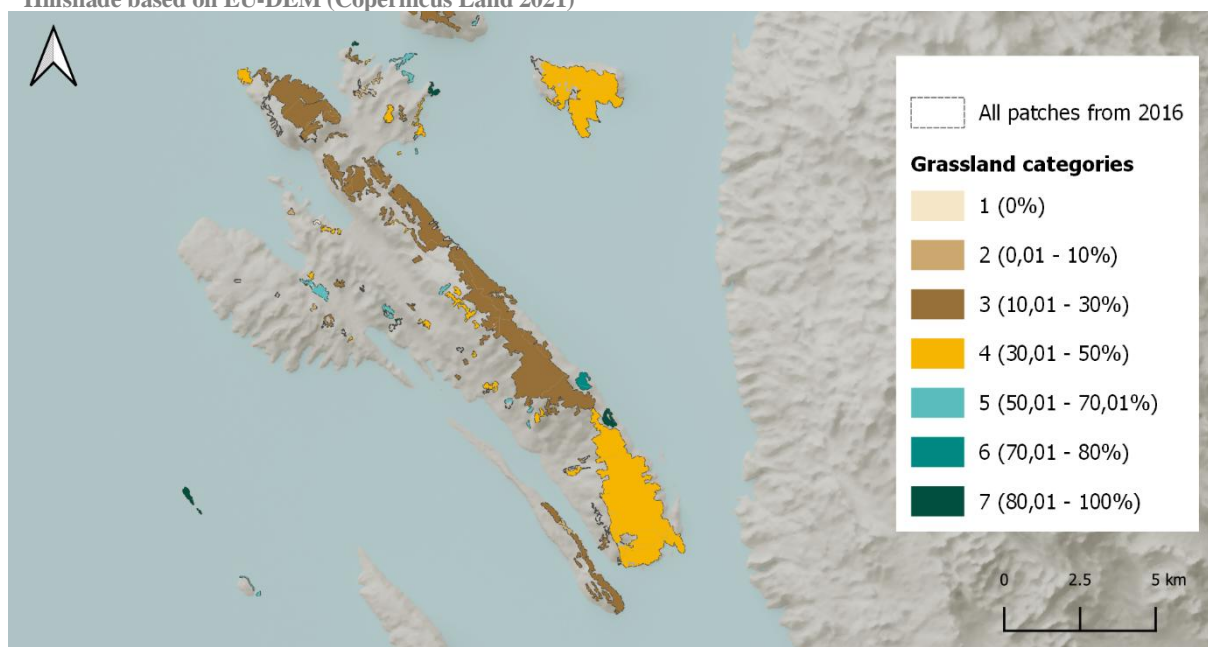 Hillshade based on EU-DEM (Copernicus Land 2021)
All patches from 2016
Grassland categories
1 (0%)
2 (0,01 - 10%)
3 (10,01 - 30%)
4 (30,01 - 50%)
5 (50,01 - 70,01%)
6 (70,01 - 80%)
7 (80,01 - 100%)
0 2.5 5 km